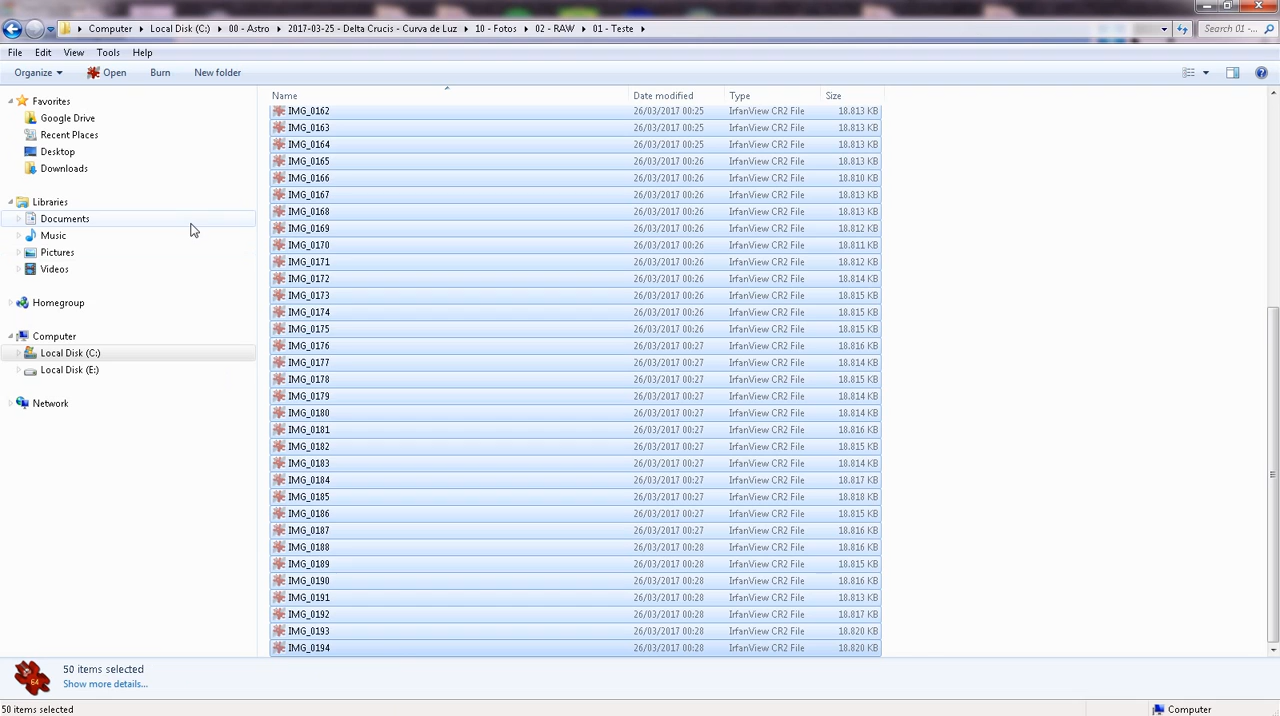 Computer Local Disk (C:) 00 - Astro 2017-03-25 - Delta Crucis - Curva de Luz 10 - Fotos 02 - RAW 01 - Teste Search 01 - ...
File Edit View Tools Help
Organize Open Burn New folder
Name Date modified Type Size
Favorites
Google Drive
Recent Places
Desktop
Downloads
Libraries
Documents
Music
Pictures
Videos
Homegroup
Computer
Local Disk (C:)
Local Disk (E:)
Network
IMG_0162 26/03/2017 00:25 IrfanView CR2 File 18.813 KB
IMG_0163 26/03/2017 00:25 IrfanView CR2 File 18.813 KB
IMG_0164 26/03/2017 00:25 IrfanView CR2 File 18.813 KB
IMG_0165 26/03/2017 00:26 IrfanView CR2 File 18.813 KB
IMG_0166 26/03/2017 00:26 IrfanView CR2 File 18.810 KB
IMG_0167 26/03/2017 00:26 IrfanView CR2 File 18.813 KB
IMG_0168 26/03/2017 00:26 IrfanView CR2 File 18.813 KB
IMG_0169 26/03/2017 00:26 IrfanView CR2 File 18.812 KB
IMG_0170 26/03/2017 00:26 IrfanView CR2 File 18.811 KB
IMG_0171 26/03/2017 00:26 IrfanView CR2 File 18.812 KB
IMG_0172 26/03/2017 00:26 IrfanView CR2 File 18.814 KB
IMG_0173 26/03/2017 00:26 IrfanView CR2 File 18.815 KB
IMG_0174 26/03/2017 00:26 IrfanView CR2 File 18.815 KB
IMG_0175 26/03/2017 00:26 IrfanView CR2 File 18.815 KB
IMG_0176 26/03/2017 00:27 IrfanView CR2 File 18.816 KB
IMG_0177 26/03/2017 00:27 IrfanView CR2 File 18.814 KB
IMG_0178 26/03/2017 00:27 IrfanView CR2 File 18.815 KB
IMG_0179 26/03/2017 00:27 IrfanView CR2 File 18.814 KB
IMG_0180 26/03/2017 00:27 IrfanView CR2 File 18.814 KB
IMG_0181 26/03/2017 00:27 IrfanView CR2 File 18.816 KB
IMG_0182 26/03/2017 00:27 IrfanView CR2 File 18.815 KB
IMG_0183 26/03/2017 00:27 IrfanView CR2 File 18.814 KB
IMG_0184 26/03/2017 00:27 IrfanView CR2 File 18.817 KB
IMG_0185 26/03/2017 00:27 IrfanView CR2 File 18.818 KB
IMG_0186 26/03/2017 00:27 IrfanView CR2 File 18.815 KB
IMG_0187 26/03/2017 00:27 IrfanView CR2 File 18.816 KB
IMG_0188 26/03/2017 00:28 IrfanView CR2 File 18.816 KB
IMG_0189 26/03/2017 00:28 IrfanView CR2 File 18.815 KB
IMG_0190 26/03/2017 00:28 IrfanView CR2 File 18.816 KB
IMG_0191 26/03/2017 00:28 IrfanView CR2 File 18.813 KB
IMG_0192 26/03/2017 00:28 IrfanView CR2 File 18.817 KB
IMG_0193 26/03/2017 00:28 IrfanView CR2 File 18.820 KB
IMG_0194 26/03/2017 00:28 IrfanView CR2 File 18.820 KB
64
50 items selected
Show more details...
50 items selected Computer